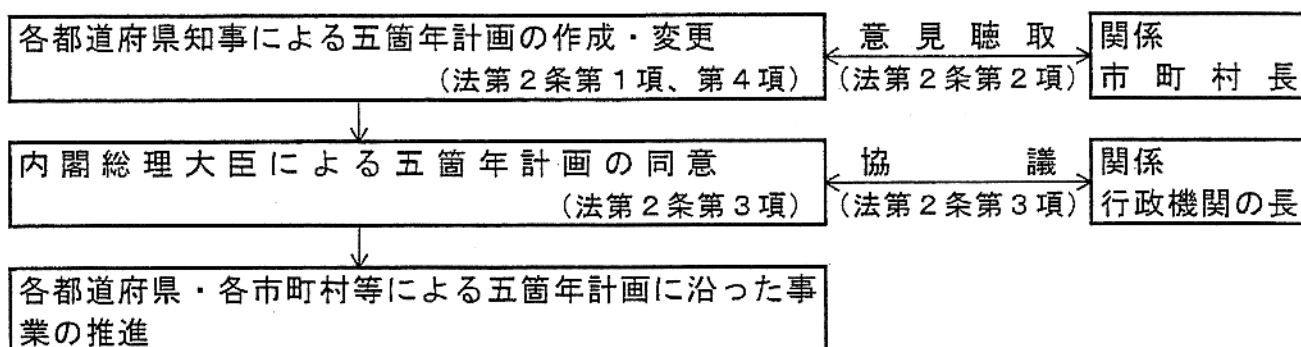 各都道府県知事による五箇年計画の作成・変更
(法第2条第1項、第4項)
意見聴取
(法第2条第2項)
関係
市町村長
内閣総理大臣による五箇年計画の同意
(法第2条第3項)
協議
(法第2条第3項)
関係
行政機関の長
各都道府県・各市町村等による五箇年計画に沿った事
業の推進